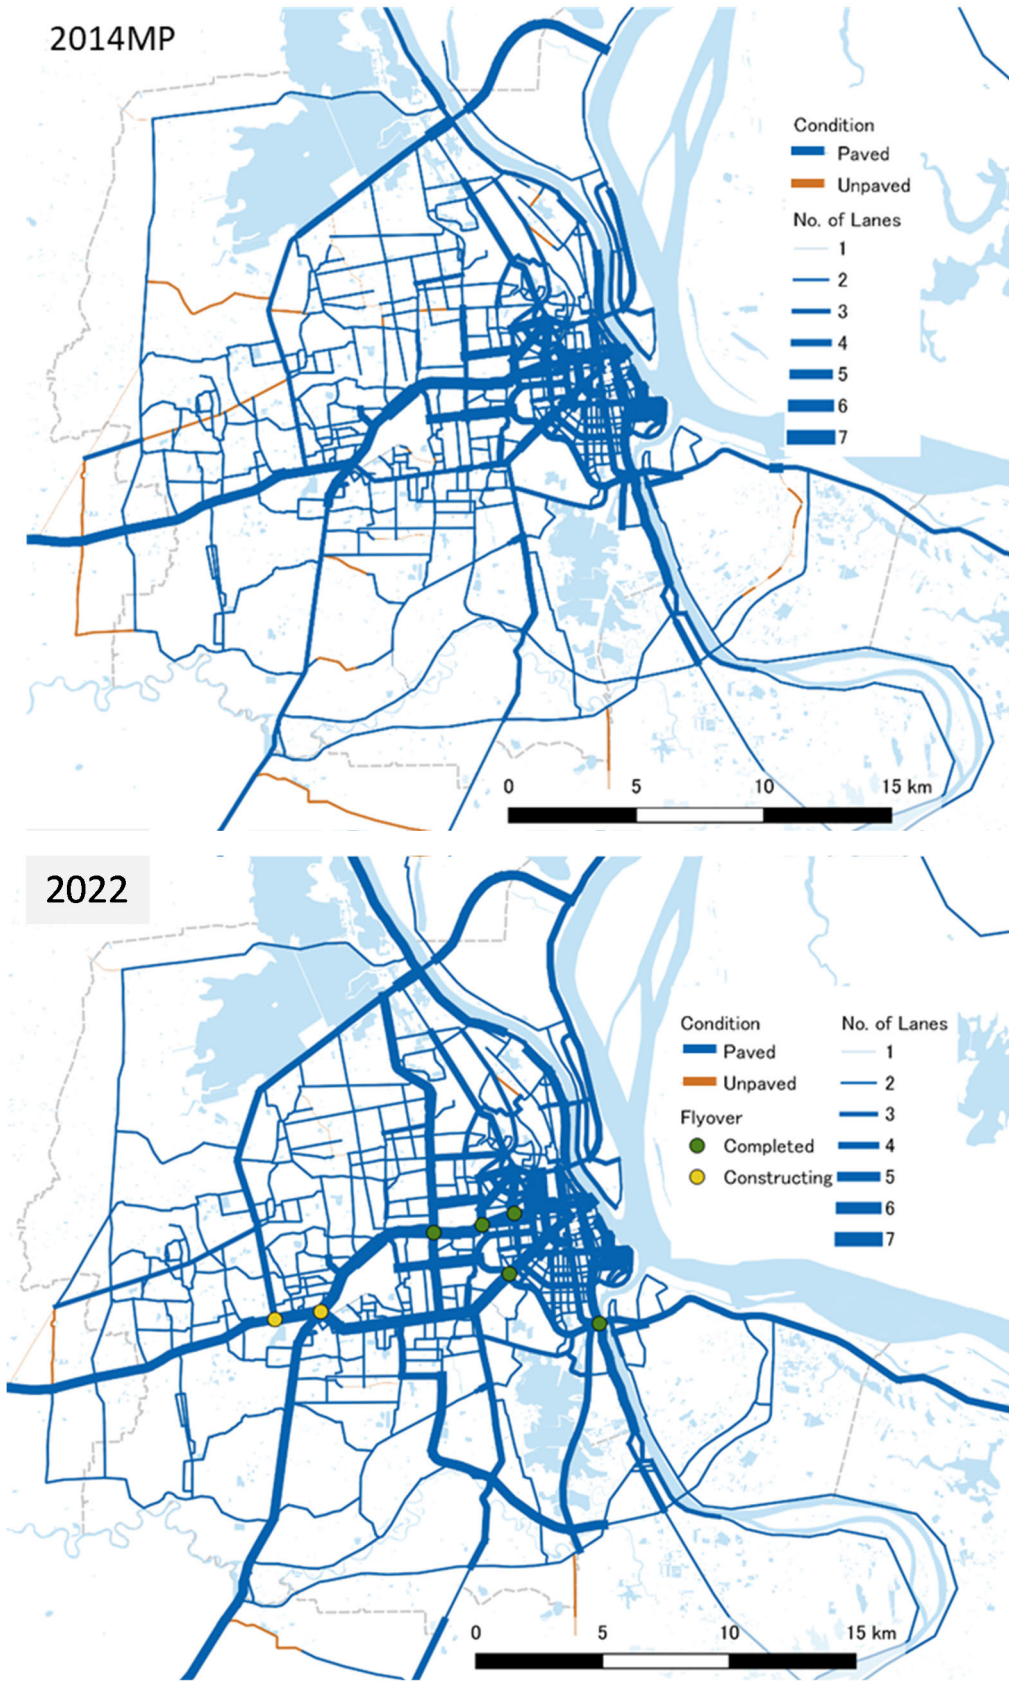 2014MP
Condition
Paved
Unpaved
No. of Lanes
1
2
3
4
5
6
7
0 5 10 15 km
2022
Condition
Paved
Unpaved
Flyover
Completed
Constructing
No. of Lanes
1
2
3
4
5
6
7
0 5 10 15 km